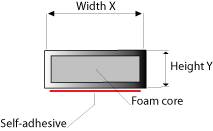 Width X
Height Y
Foam core
Self-adhesive